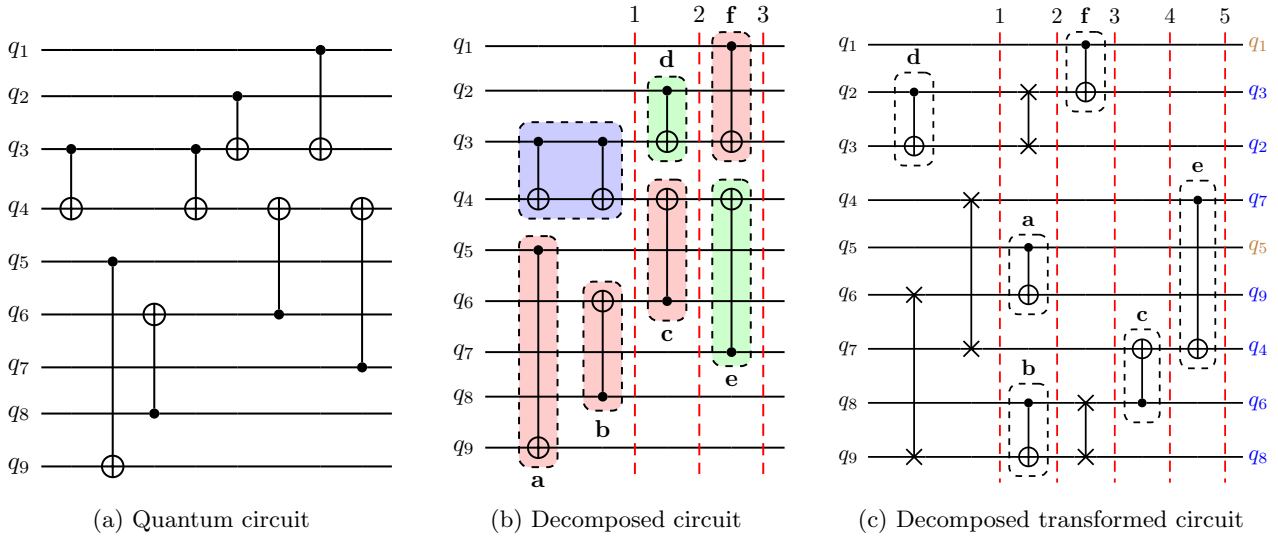 1 f 3
1 2 f 3 4 5
q1
q2
q3
q4
q5
q6
q7
q8
q9
(a) Quantum circuit
q1
d
q2
q3
q4
q5
q6
c
q7
e
q8
b
q9
a
(b) Decomposed circuit
q1 q1
d
q2 q3
q3 q2
e
q4 q7
a
q5 q5
q6 q9
c
q7 q4
b
q8 q6
q9 q8
(c) Decomposed transformed circuit